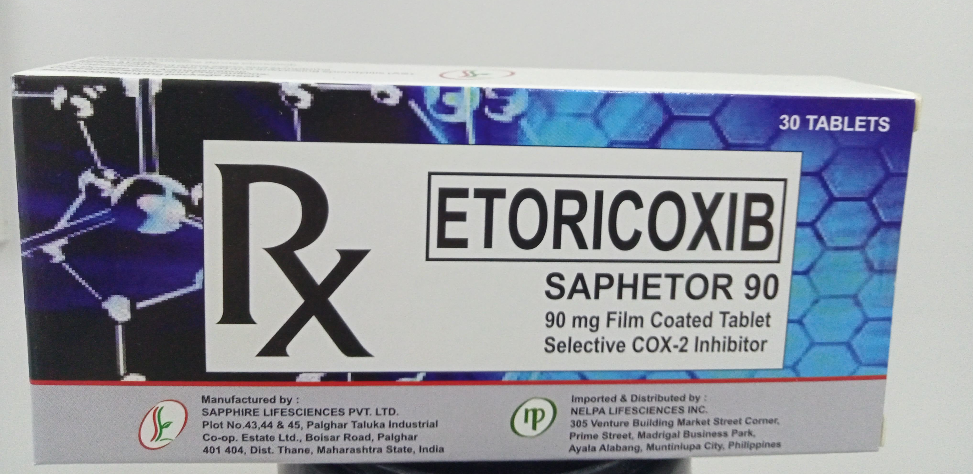 30 TABLETS
Rx
ETORICOXIB
SAPHETOR 90
90 mg Film Coated Tablet
Selective COX-2 Inhibitor
Manufactured by :
SAPPHIRE LIFESCIENCES PVT. LTD.
Plot No.43,44 & 45, Palghar Taluka Industrial
Co-op. Estate Ltd., Boisar Road, Palghar
401 404, Dist. Thane, Maharashtra State, India
np
Imported & Distributed by :
NELPA LIFESCIENCES INC.
305 Venture Building Market Street Corner,
Prime Street, Madrigal Business Park,
Ayala Alabang, Muntinlupa City, Philippines